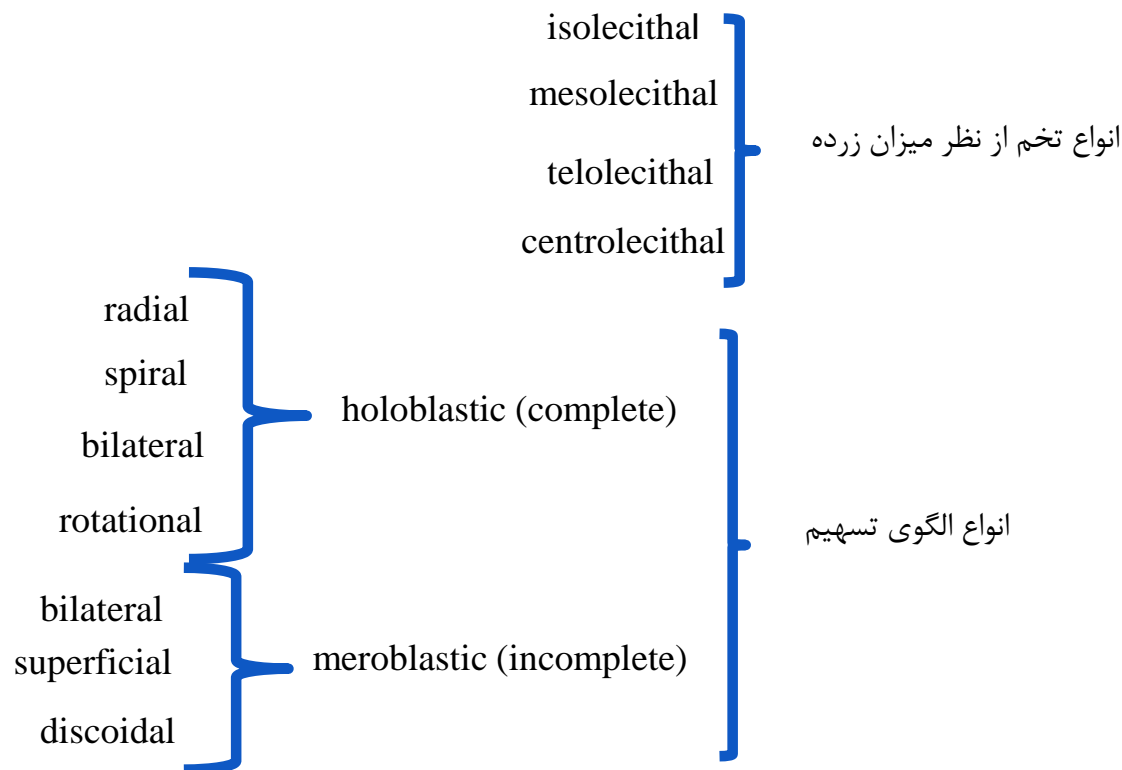 isolecithal
mesolecithal
انواع تخم از نظر میزان زرده
telolecithal
centrolecithal
radial
spiral
holoblastic (complete)
bilateral
rotational
انواع الگوی تسهیم
bilateral
superficial
meroblastic (incomplete)
discoidal